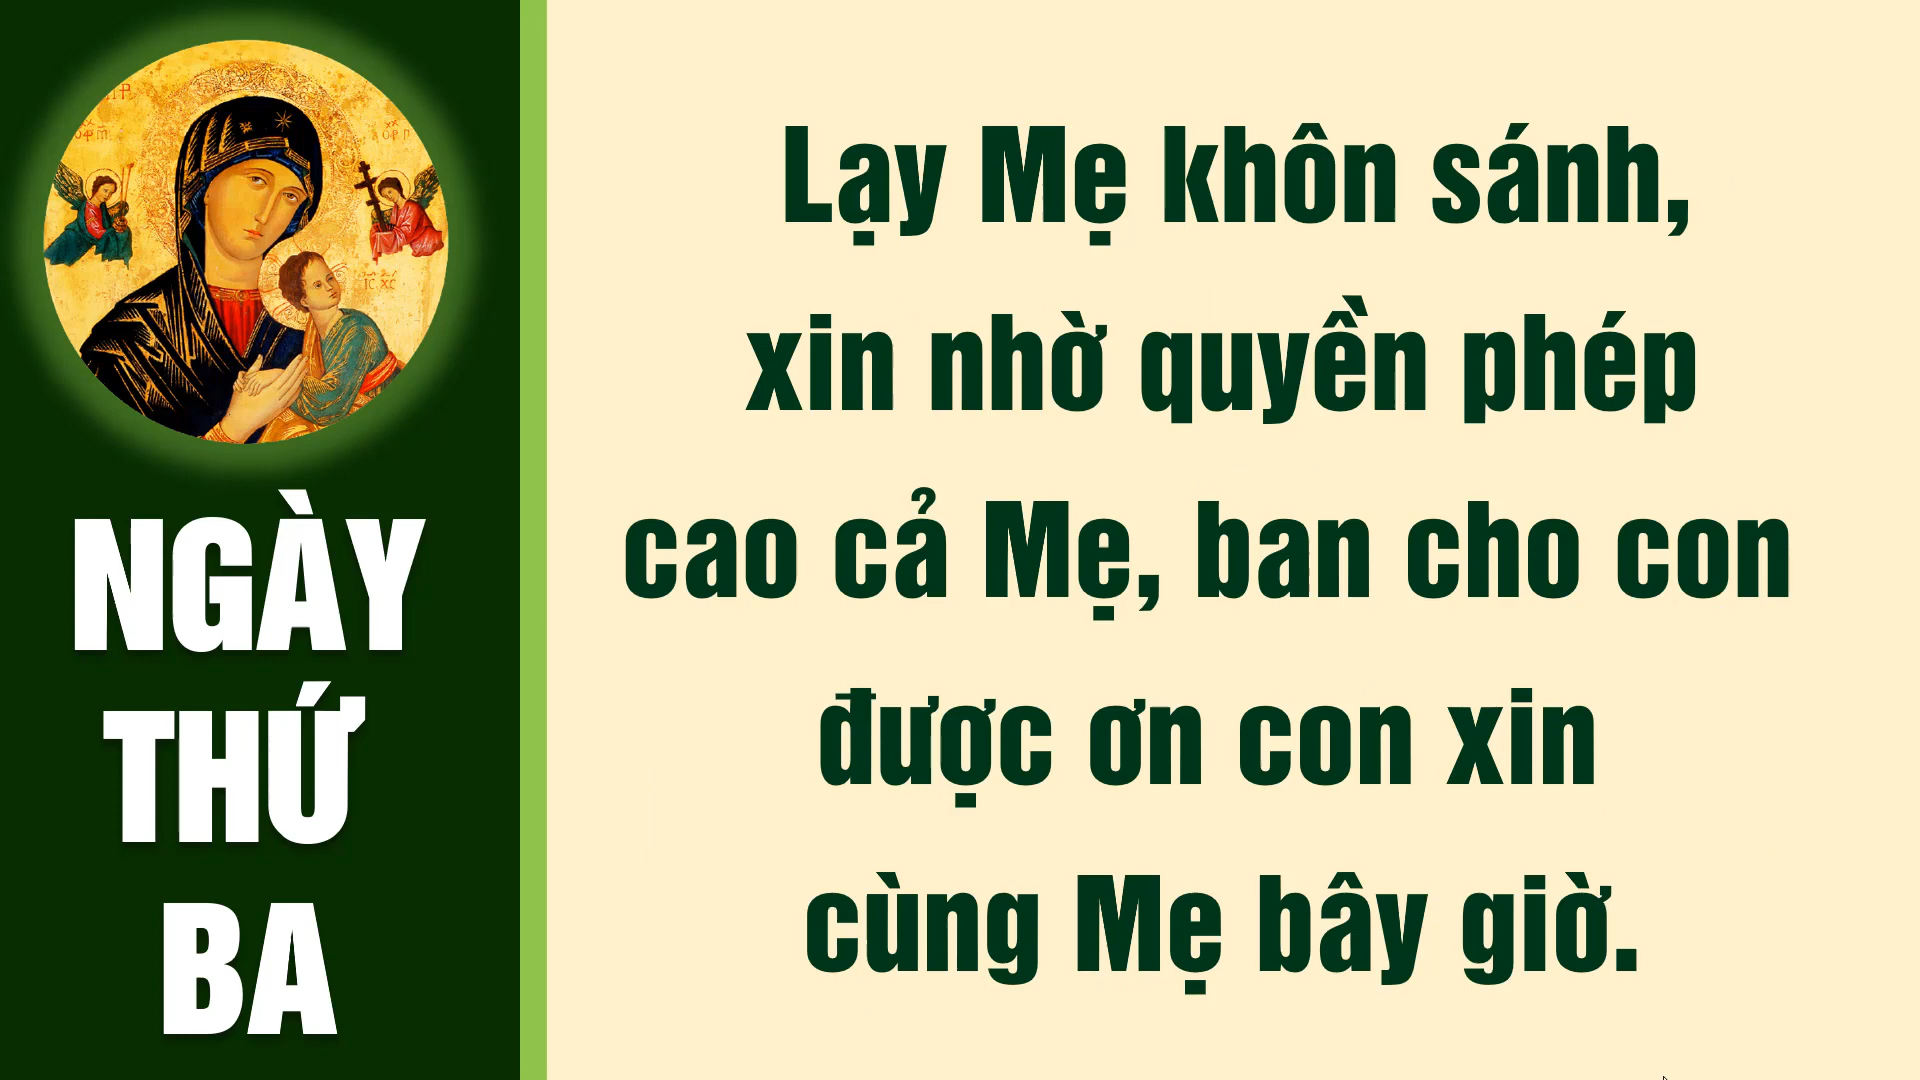 NGÀY
THỨ
BA
Lạy Mẹ khôn sánh,
xin nhờ quyền phép
cao cả Mẹ, ban cho con
được ơn con xin
cùng Mẹ bây giờ.